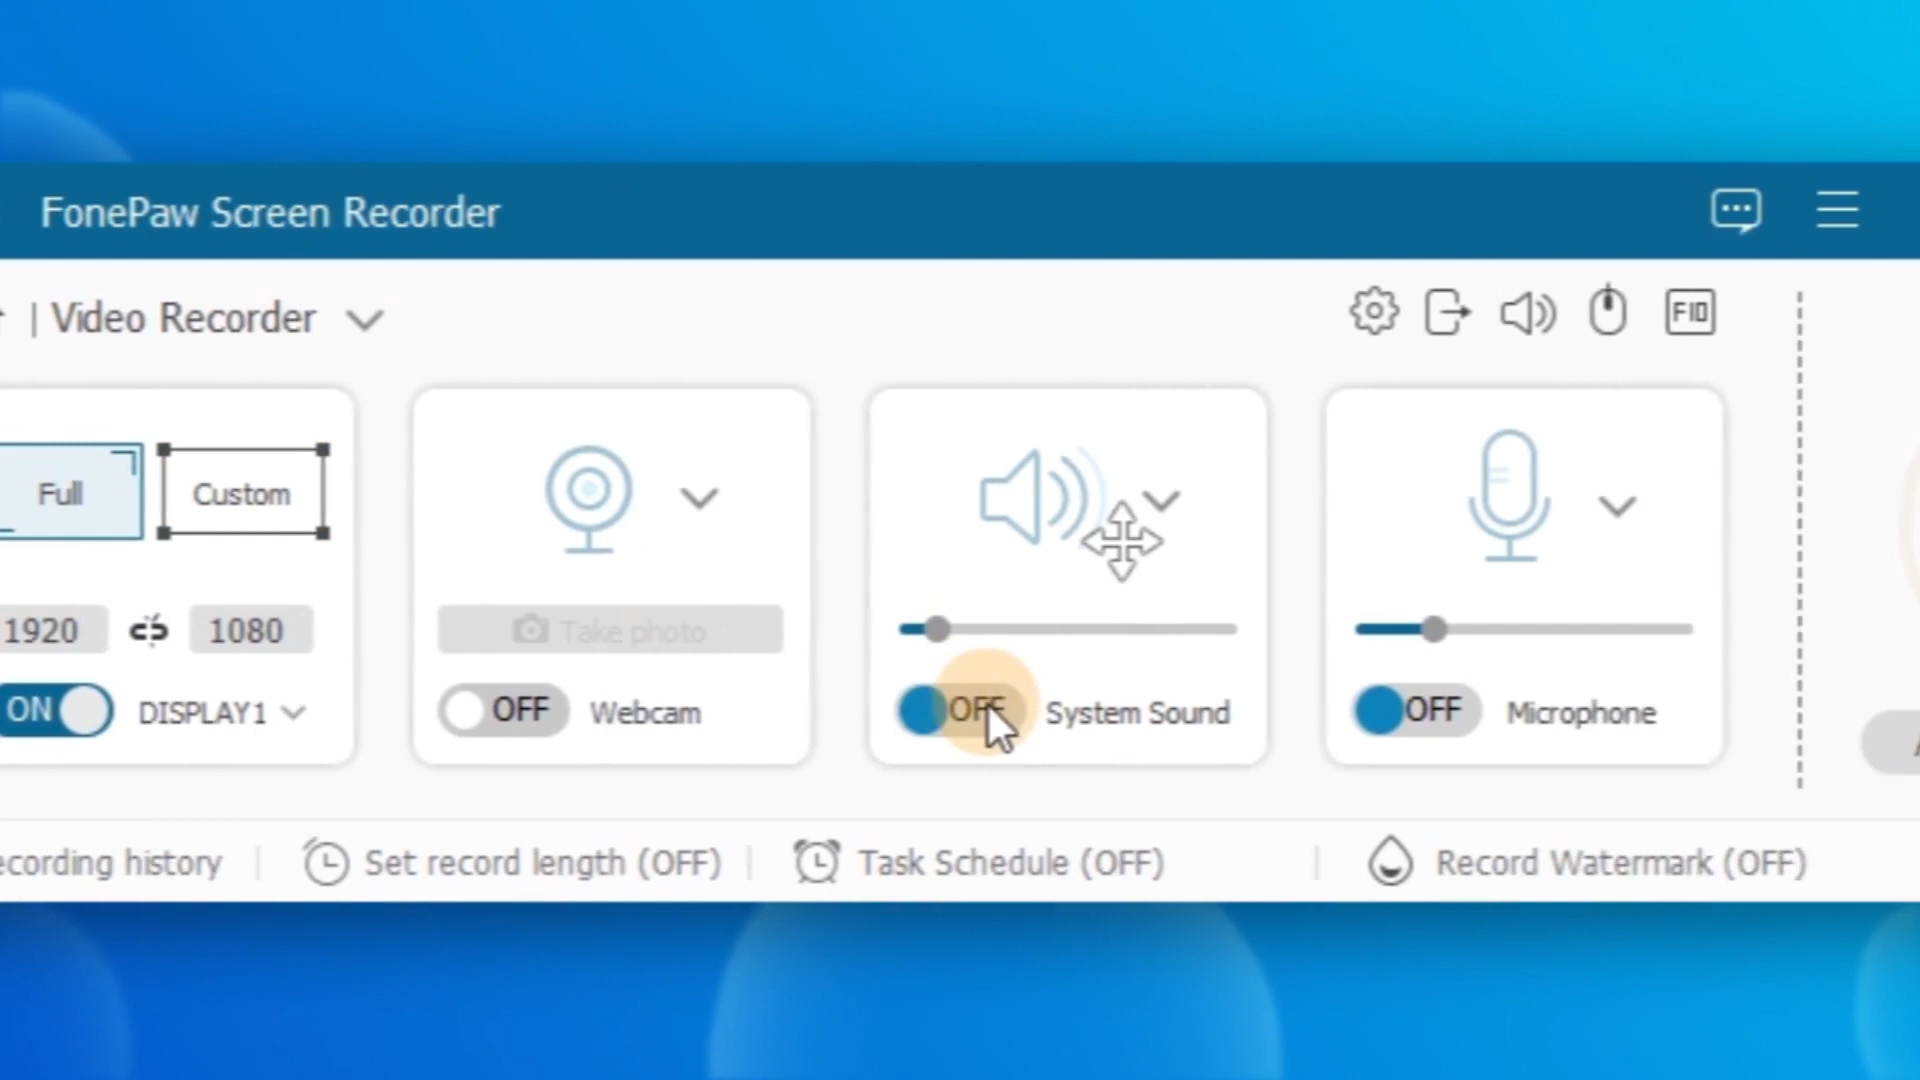 FonePaw Screen Recorder
| Video Recorder
F10
Full
Custom
1920
1080
Take photo
ON
DISPLAY1
OFF
Webcam
OFF
System Sound
OFF
Microphone
ecording history
Set record length (OFF)
Task Schedule (OFF)
Record Watermark (OFF)